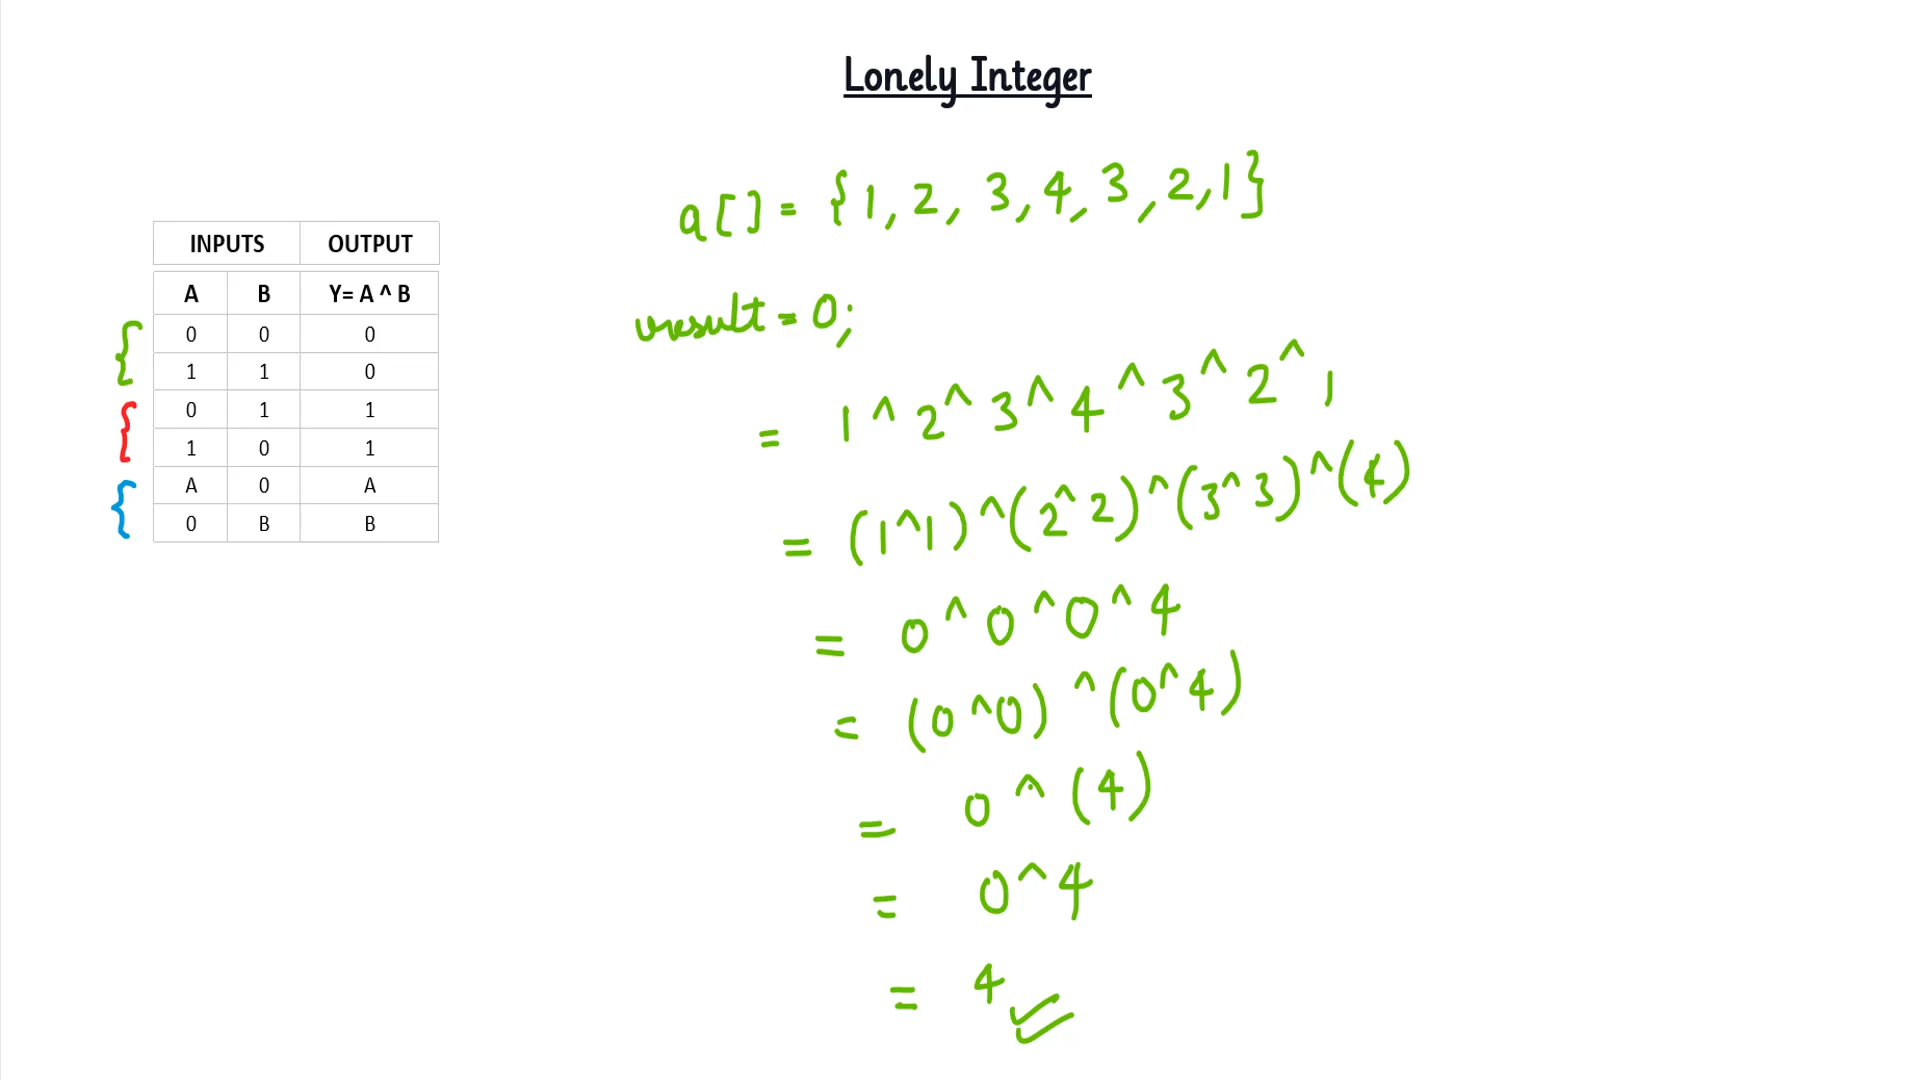 Lonely Integer
INPUTS OUTPUT
A B Y= A ^ B
0 0 0
1 1 0
0 1 1
1 0 1
A 0 A
0 B B
a[] = {1, 2, 3, 4, 3, 2, 1}
result = 0;
= 1 ^ 2 ^ 3 ^ 4 ^ 3 ^ 2 ^ 1
= (1^1) ^ (2^2) ^ (3^3) ^ (4)
= 0 ^ 0 ^ 0 ^ 4
= (0^0) ^ (0^4)
= 0 ^ (4)
= 0 ^ 4
= 4